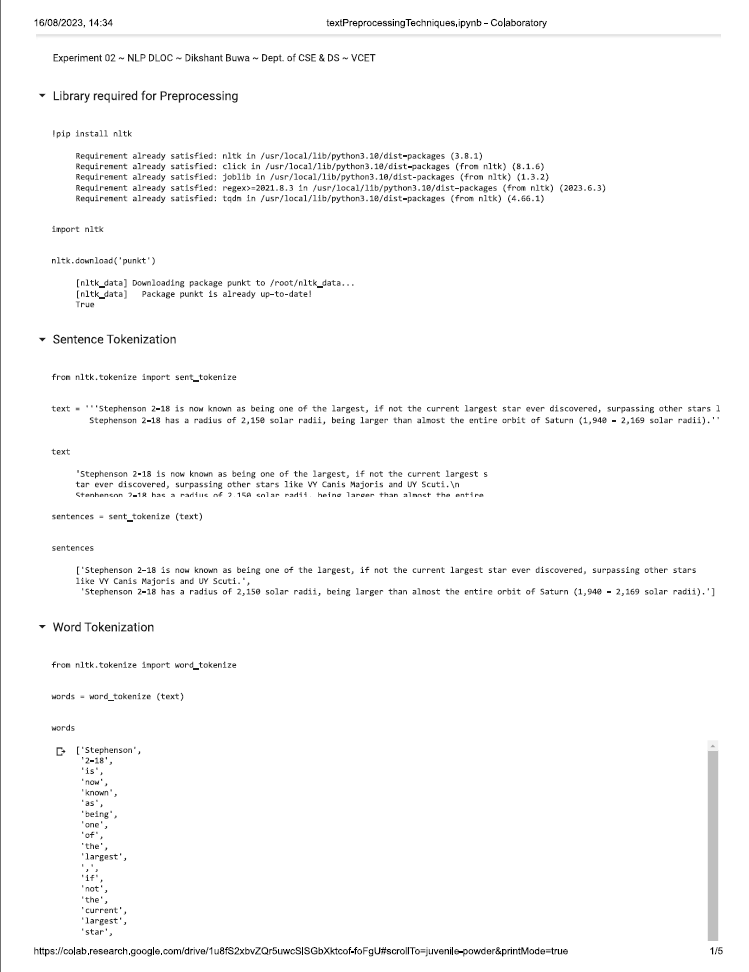 16/08/2023, 14:34 textPreprocessingTechniques.ipynb - Colaboratory
Experiment 02 ~ NLP DLOC ~ Dikshant Buwa ~ Dept. of CSE & DS ~ VCET
Library required for Preprocessing
!pip install nltk
Requirement already satisfied: nltk in /usr/local/lib/python3.10/dist-packages (3.8.1)
Requirement already satisfied: click in /usr/local/lib/python3.10/dist-packages (from nltk) (8.1.6)
Requirement already satisfied: joblib in /usr/local/lib/python3.10/dist-packages (from nltk) (1.3.2)
Requirement already satisfied: regex>=2021.8.3 in /usr/local/lib/python3.10/dist-packages (from nltk) (2023.6.3)
Requirement already satisfied: tqdm in /usr/local/lib/python3.10/dist-packages (from nltk) (4.66.1)
import nltk
nltk.download('punkt')
[nltk_data] Downloading package punkt to /root/nltk_data...
[nltk_data]   Package punkt is already up-to-date!
True
Sentence Tokenization
from nltk.tokenize import sent_tokenize
text = '''Stephenson 2-18 is now known as being one of the largest, if not the current largest star ever discovered, surpassing other stars l
Stephenson 2-18 has a radius of 2,150 solar radii, being larger than almost the entire orbit of Saturn (1,940 - 2,169 solar radii).''
text
'Stephenson 2-18 is now known as being one of the largest, if not the current largest s
tar ever discovered, surpassing other stars like VY Canis Majoris and UY Scuti.\n
Stephenson 2-18 has a radius of 2,150 solar radii, being larger than almost the entire
sentences = sent_tokenize (text)
sentences
['Stephenson 2-18 is now known as being one of the largest, if not the current largest star ever discovered, surpassing other stars
like VY Canis Majoris and UY Scuti.',
'Stephenson 2-18 has a radius of 2,150 solar radii, being larger than almost the entire orbit of Saturn (1,940 - 2,169 solar radii).']
Word Tokenization
from nltk.tokenize import word_tokenize
words = word_tokenize (text)
words
['Stephenson',
'2-18',
'is',
'now',
'known',
'as',
'being',
'one',
'of',
'the',
'largest',
',',
'if',
'not',
'the',
'current',
'largest',
'star',
https://colab.research.google.com/drive/1u8fS2xbvZQr5uwcSlSGbXktcof-foFgU#scrollTo=juvenile-powder&printMode=true 1/5